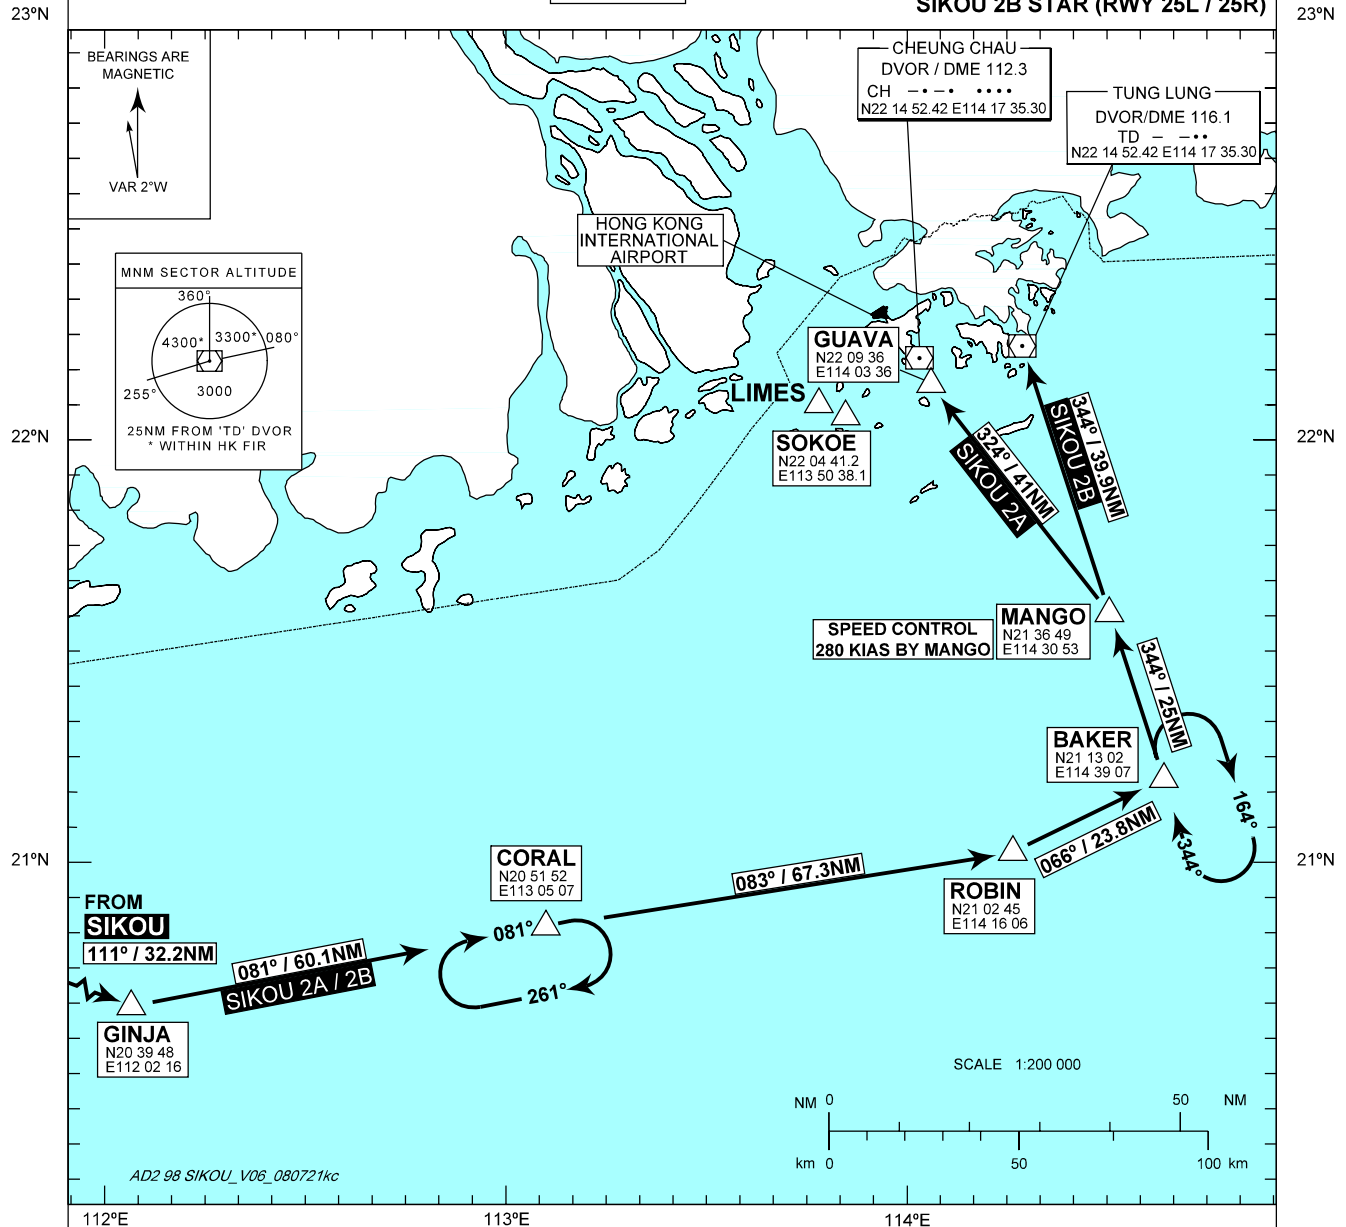 SIKOU 2B STAR (RWY 25L / 25R)
23ºN
23ºN
BEARINGS ARE
MAGNETIC
VAR 2°W
CHEUNG CHAU
DVOR / DME 112.3
CH –•–• ••••
N22 14 52.42 E114 17 35.30
TUNG LUNG
DVOR/DME 116.1
TD – –••
N22 14 52.42 E114 17 35.30
HONG KONG
INTERNATIONAL
AIRPORT
MNM SECTOR ALTITUDE
360°
4300*
3300*
080°
255°
3000
25NM FROM 'TD' DVOR
* WITHIN HK FIR
GUAVA
N22 09 36
E114 03 36
LIMES
SOKOE
N22 04 41.2
E113 50 38.1
22ºN
22ºN
324º / 41NM
SIKOU 2A
344º / 39.9NM
SIKOU 2B
MANGO
N21 36 49
E114 30 53
SPEED CONTROL
280 KIAS BY MANGO
344º / 25NM
BAKER
N21 13 02
E114 39 07
164°
344°
066º / 23.8NM
21ºN
21ºN
CORAL
N20 51 52
E113 05 07
083º / 67.3NM
ROBIN
N21 02 45
E114 16 06
FROM
SIKOU
111º / 32.2NM
081º / 60.1NM
SIKOU 2A / 2B
081°
261°
GINJA
N20 39 48
E112 02 16
SCALE 1:200 000
NM 0 50 NM
km 0 50 100 km
AD2 98 SIKOU_V06_080721kc
112ºE
113ºE
114ºE